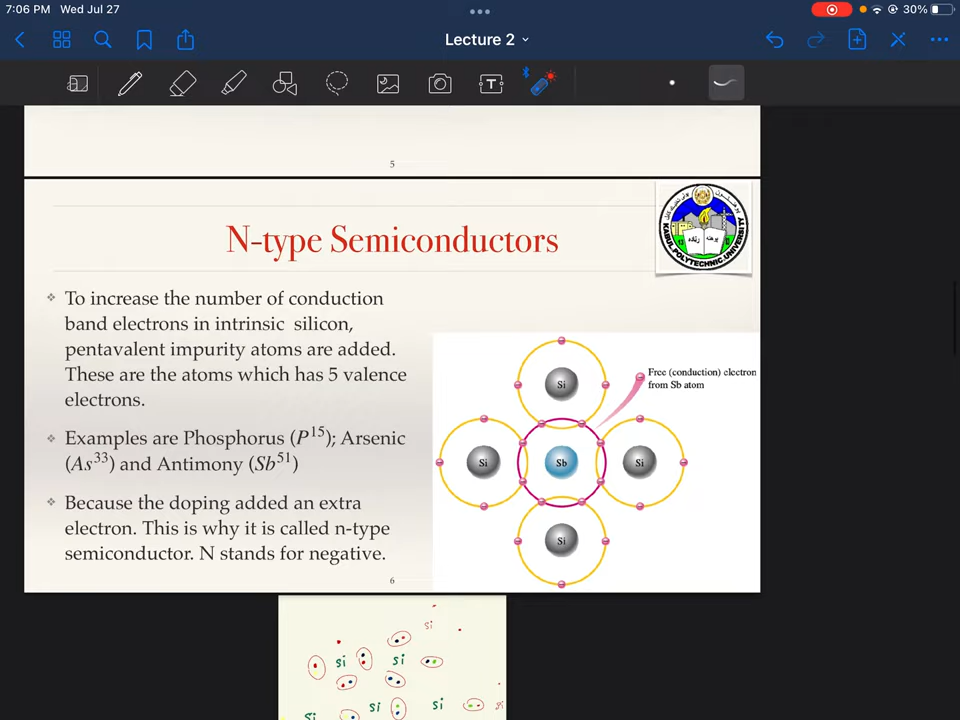 7:06 PM Wed Jul 27
30%
Lecture 2
T
5
N-type Semiconductors
KABUL POLYTECHNIC UNIVERSITY
To increase the number of conduction
band electrons in intrinsic silicon,
pentavalent impurity atoms are added.
These are the atoms which has 5 valence
electrons.
Examples are Phosphorus (P¹⁵); Arsenic
(As³³) and Antimony (Sb⁵¹)
Because the doping added an extra
electron. This is why it is called n-type
semiconductor. N stands for negative.
Free (conduction) electron
from Sb atom
Si
Si Sb Si
Si
6
si
si si
si si si
Si